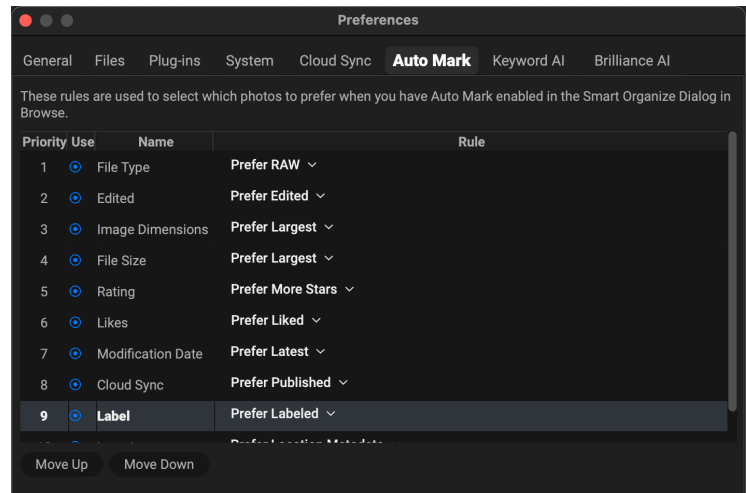 Preferences
General Files Plug-ins System Cloud Sync Auto Mark Keyword AI Brilliance AI
These rules are used to select which photos to prefer when you have Auto Mark enabled in the Smart Organize Dialog in
Browse.
Priority Use Name Rule
1 File Type Prefer RAW
2 Edited Prefer Edited
3 Image Dimensions Prefer Largest
4 File Size Prefer Largest
5 Rating Prefer More Stars
6 Likes Prefer Liked
7 Modification Date Prefer Latest
8 Cloud Sync Prefer Published
9 Label Prefer Labeled
Prefer Location Metadata
Move Up Move Down